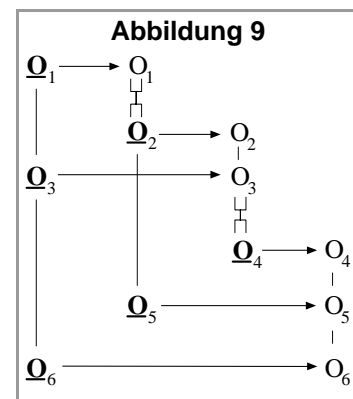 Abbildung 9
O1 O1
O2 O2
O3 O3
O4 O4
O5 O5
O6 O6